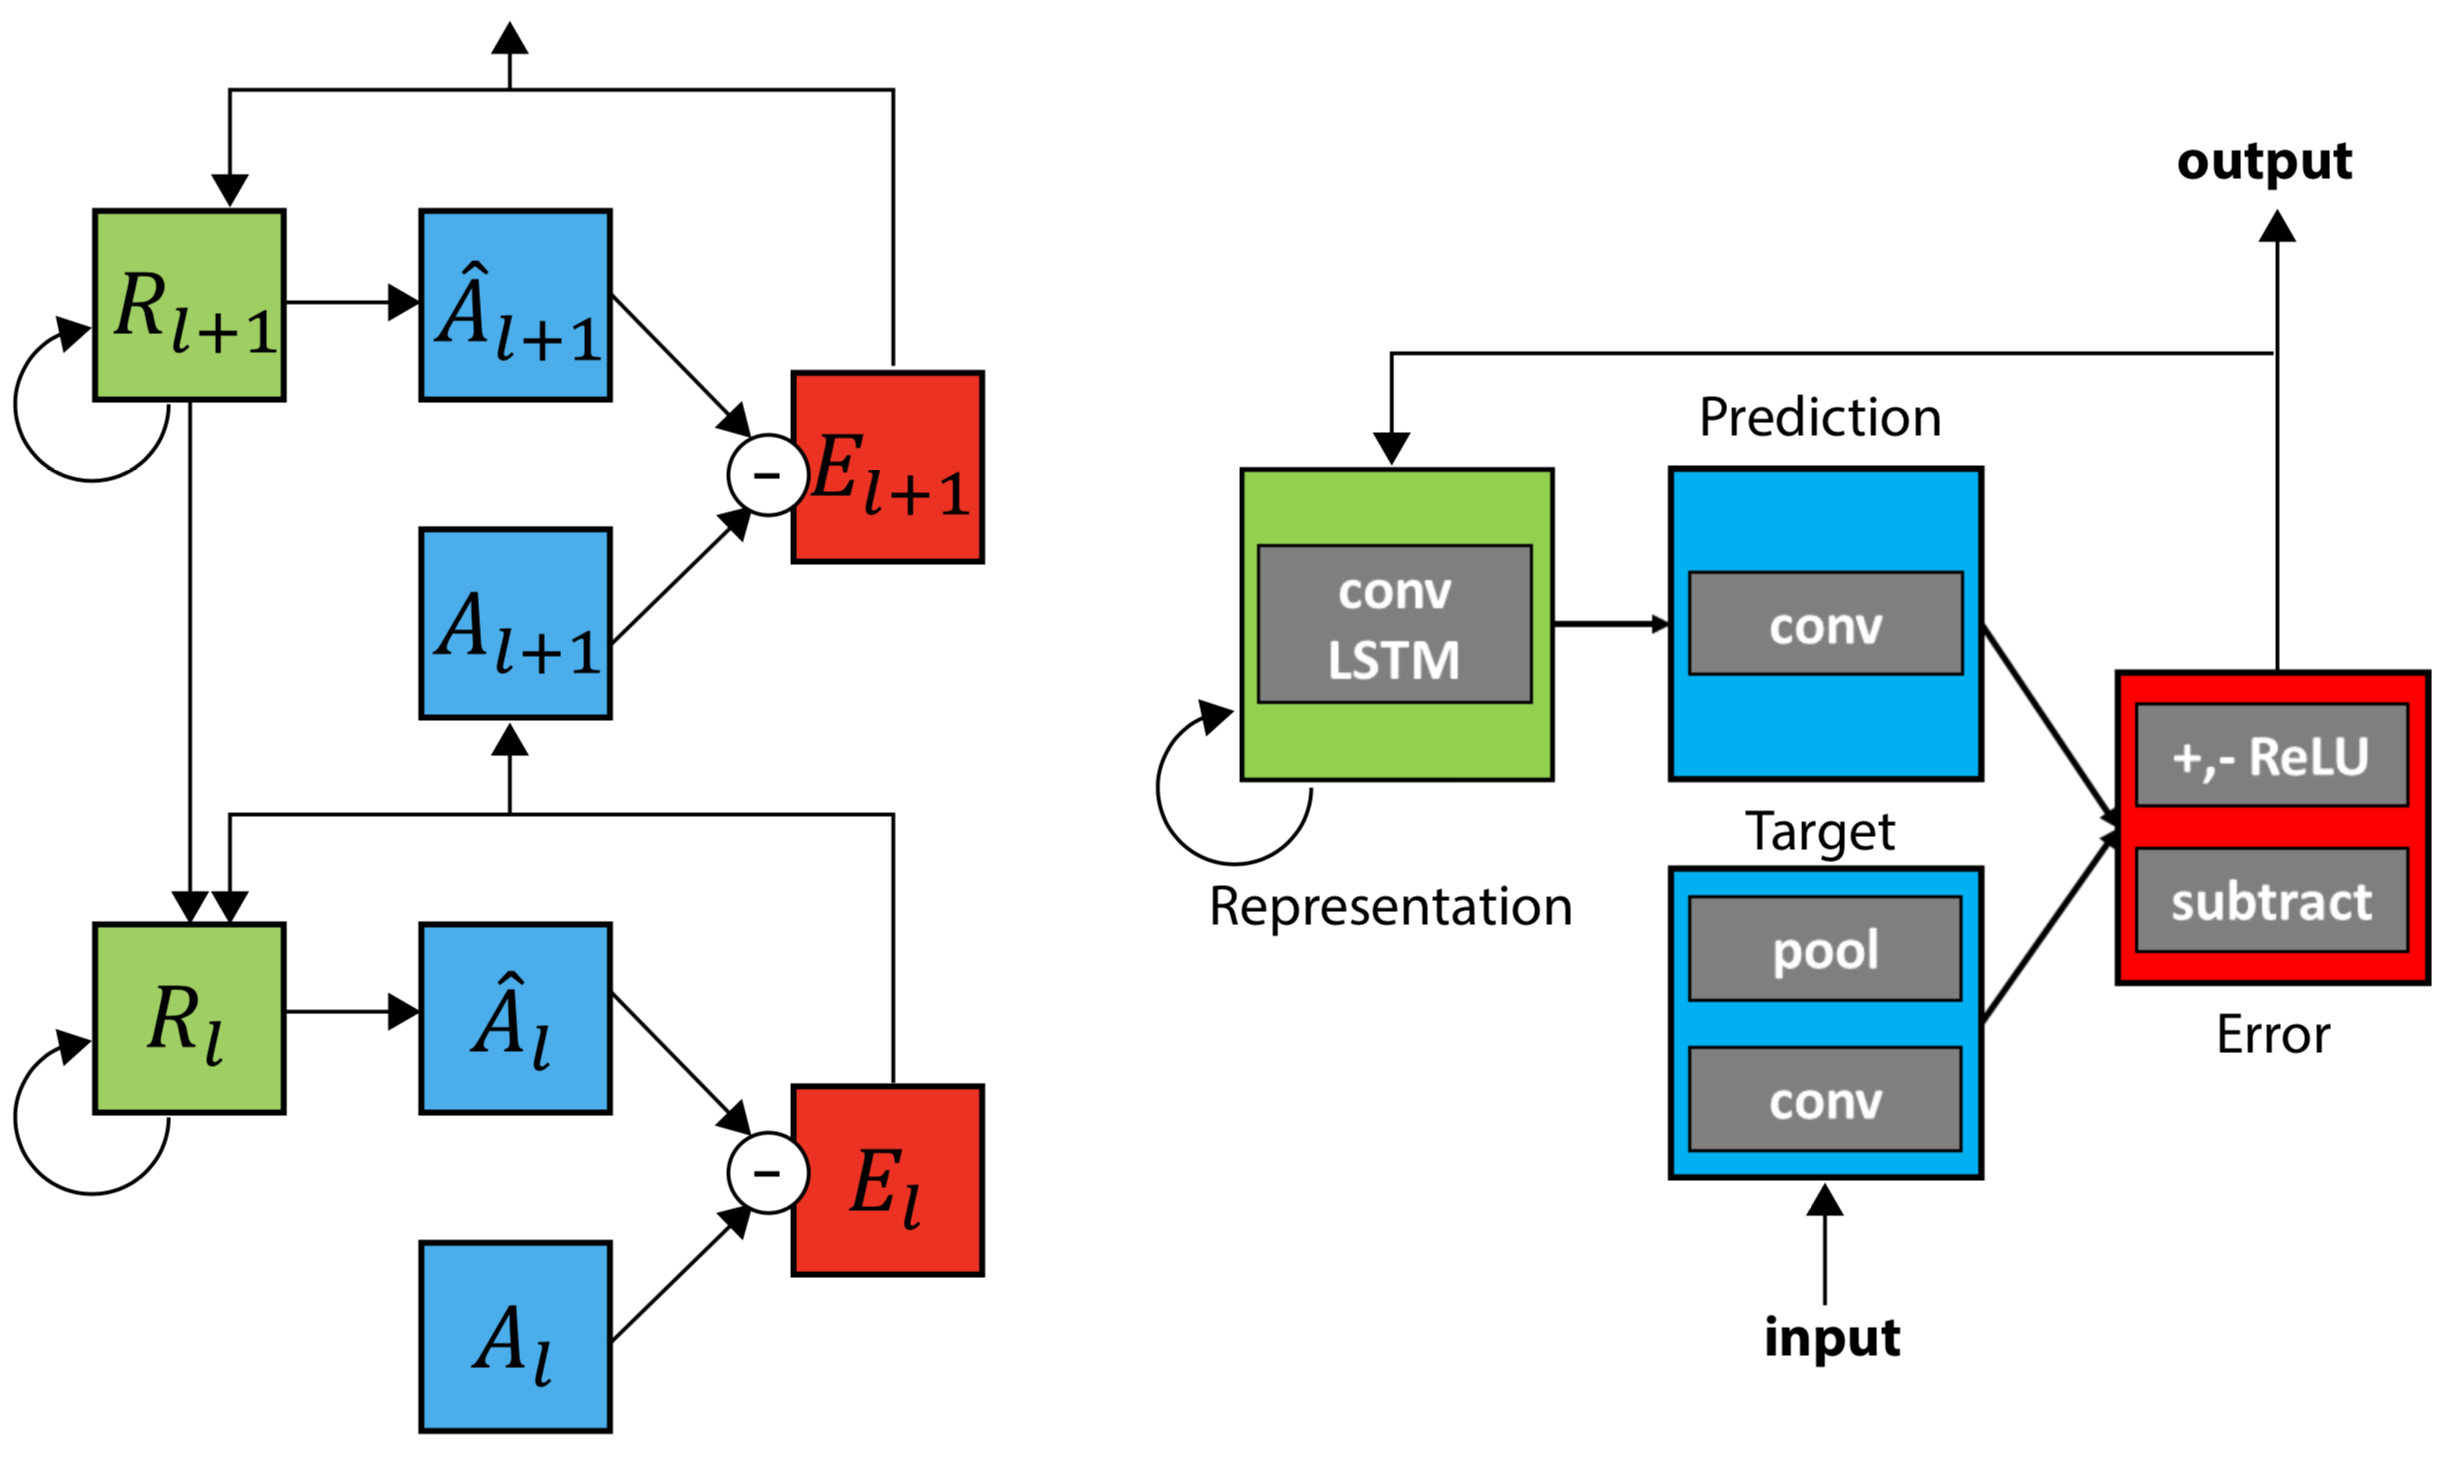 R_{l+1}
Â_{l+1}
−
E_{l+1}
A_{l+1}
R_l
Â_l
−
E_l
A_l
output
Prediction
conv
LSTM
conv
+,- ReLU
Target
subtract
Representation
pool
Error
conv
input